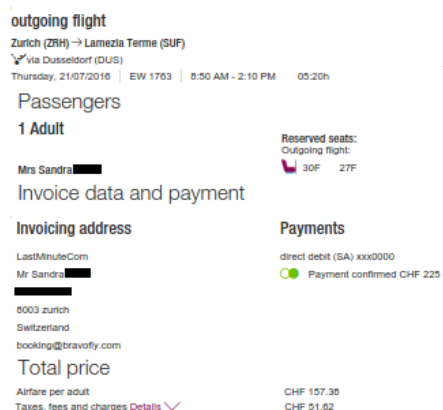 outgoing flight
Zurich (ZRH) → Lamezia Terme (SUF)
via Dusseldorf (DUS)
Thursday, 21/07/2016 | EW 1763 | 8:50 AM - 2:10 PM 05:20h
Passengers
1 Adult
Reserved seats:
Outgoing flight:
Mrs Sandra 30F 27F
Invoice data and payment
Invoicing address Payments
LastMinuteCom direct debit (SA) xxx0000
Mr Sandra Payment confirmed CHF 225
8003 zurich
Switzerland
booking@bravofly.com
Total price
Airfare per adult CHF 157.38
Taxes, fees and charges Details CHF 51.62